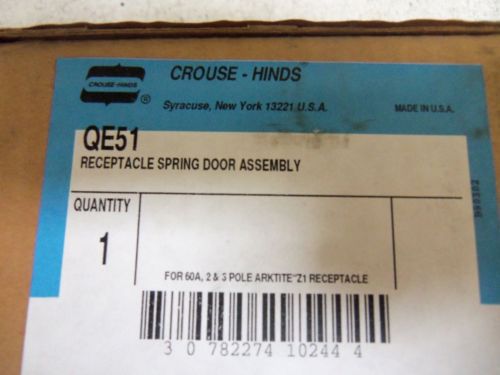 CROUSE-HINDS
®
CROUSE - HINDS
Syracuse, New York 13221 U.S.A.
MADE IN U.S.A.
QE51
RECEPTACLE SPRING DOOR ASSEMBLY
QUANTITY
1
FOR 60A, 2 & 3 POLE ARKTITE Z1 RECEPTACLE
3 0 782274 10244 4